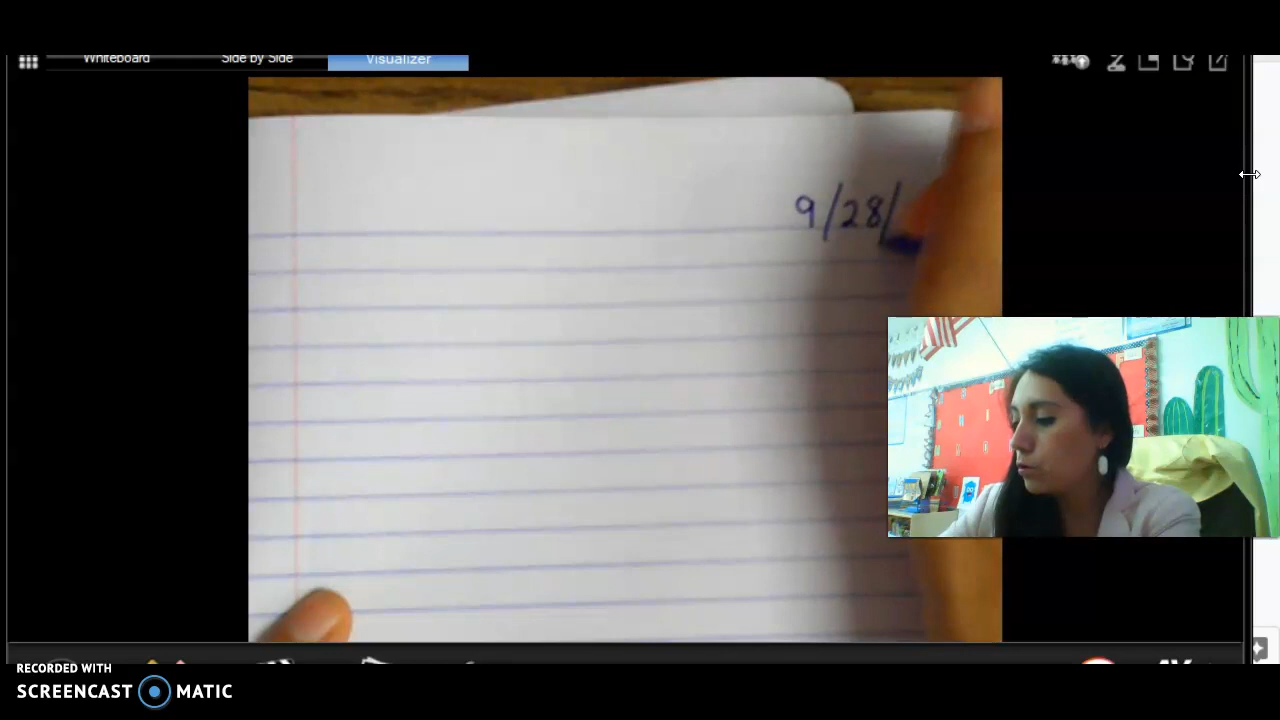 Whiteboard
Side by Side
Visualizer
9/28/
RECORDED WITH
SCREENCAST MATIC